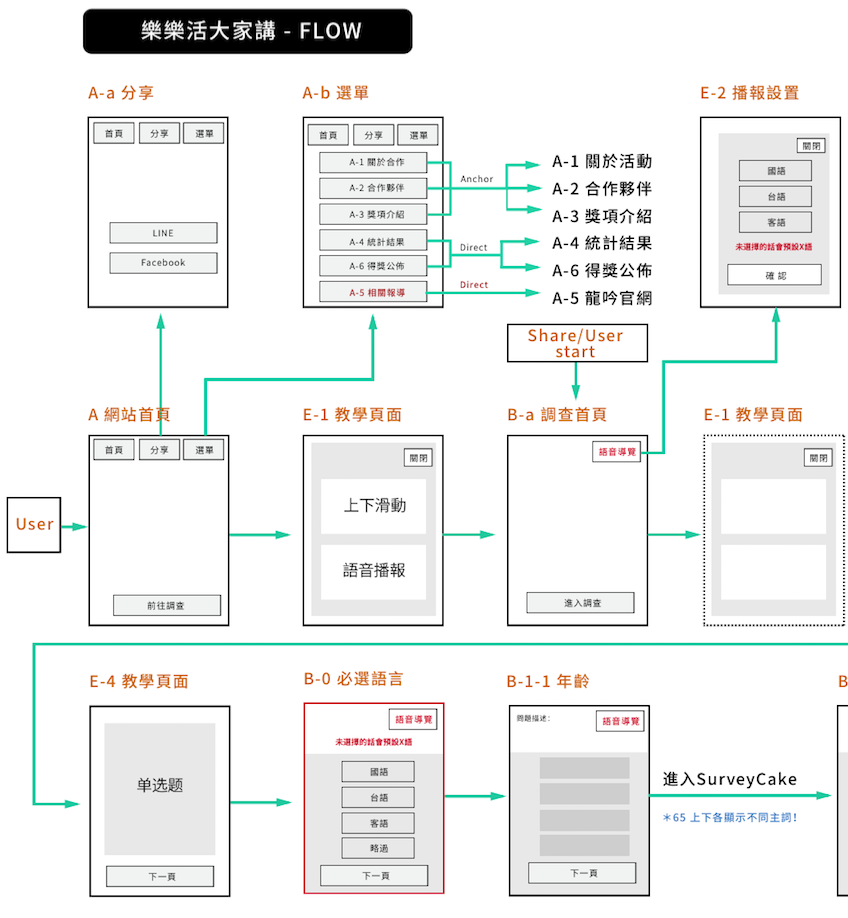 樂樂活大家講 - FLOW
A-a 分享
首頁 分享 選單
LINE
Facebook
A-b 選單
首頁 分享 選單
A-1 關於合作
A-2 合作夥伴
A-3 獎項介紹
A-4 統計結果
A-6 得獎公佈
A-5 相關報導
Anchor
Direct
Direct
A-1 關於活動
A-2 合作夥伴
A-3 獎項介紹
A-4 統計結果
A-6 得獎公佈
A-5 龍吟官網
E-2 播報設置
關閉
國語
台語
客語
未選擇的話會預設X語
確 認
Share/User
start
User
A 網站首頁
首頁 分享 選單
前往調查
E-1 教學頁面
關閉
上下滑動
語音播報
B-a 調查首頁
語音導覽
進入調查
E-1 教學頁面
關閉
E-4 教學頁面
单选题
下一頁
B-0 必選語言
語音導覽
未選擇的話會預設X語
國語
台語
客語
略過
下一頁
B-1-1 年齡
問題描述:
語音導覽
下一頁
進入SurveyCake
＊65 上下各顯示不同主詞!
B